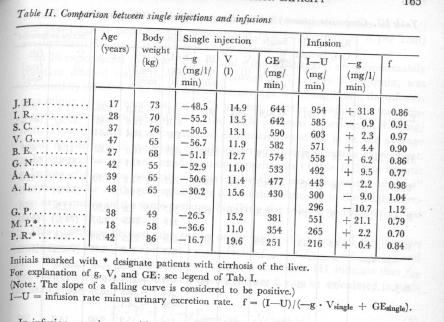 Table II. Comparison between single injections and infusions
Age (years) Body weight (kg) Single injection Infusion
—g (mg/l/min) V (l) GE (mg/min) I—U (mg/min) —g (mg/l/min) f
J. H. 17 73 —48.5 14.9 644 954 + 31.8 0.86
I. R. 28 70 —55.2 13.5 642 585 — 0.9 0.91
S. C. 37 76 —50.5 13.1 590 603 + 2.3 0.97
V. G. 47 65 —56.7 11.9 582 571 + 4.4 0.90
B. E. 27 68 —51.1 12.7 574 558 + 6.2 0.86
G. N. 42 55 —52.9 11.0 533 492 + 9.5 0.77
A. A. 39 65 —50.6 11.4 477 443 — 2.2 0.98
A. L. 48 65 —30.2 15.6 430 300 — 9.0 1.04
296 — 10.7 1.12
G. P. 38 49 —26.5 15.2 381 551 + 21.1 0.79
M. P.* 18 58 —36.6 11.0 354 265 + 2.2 0.70
P. R.* 42 86 —16.7 19.6 251 216 + 0.4 0.84
Initials marked with * designate patients with cirrhosis of the liver.
For explanation of g, V, and GE: see legend of Tab. I.
(Note: The slope of a falling curve is considered to be positive.)
I—U = infusion rate minus urinary excretion rate. f = (I—U)/(—g · Vsingle + GEsingle).